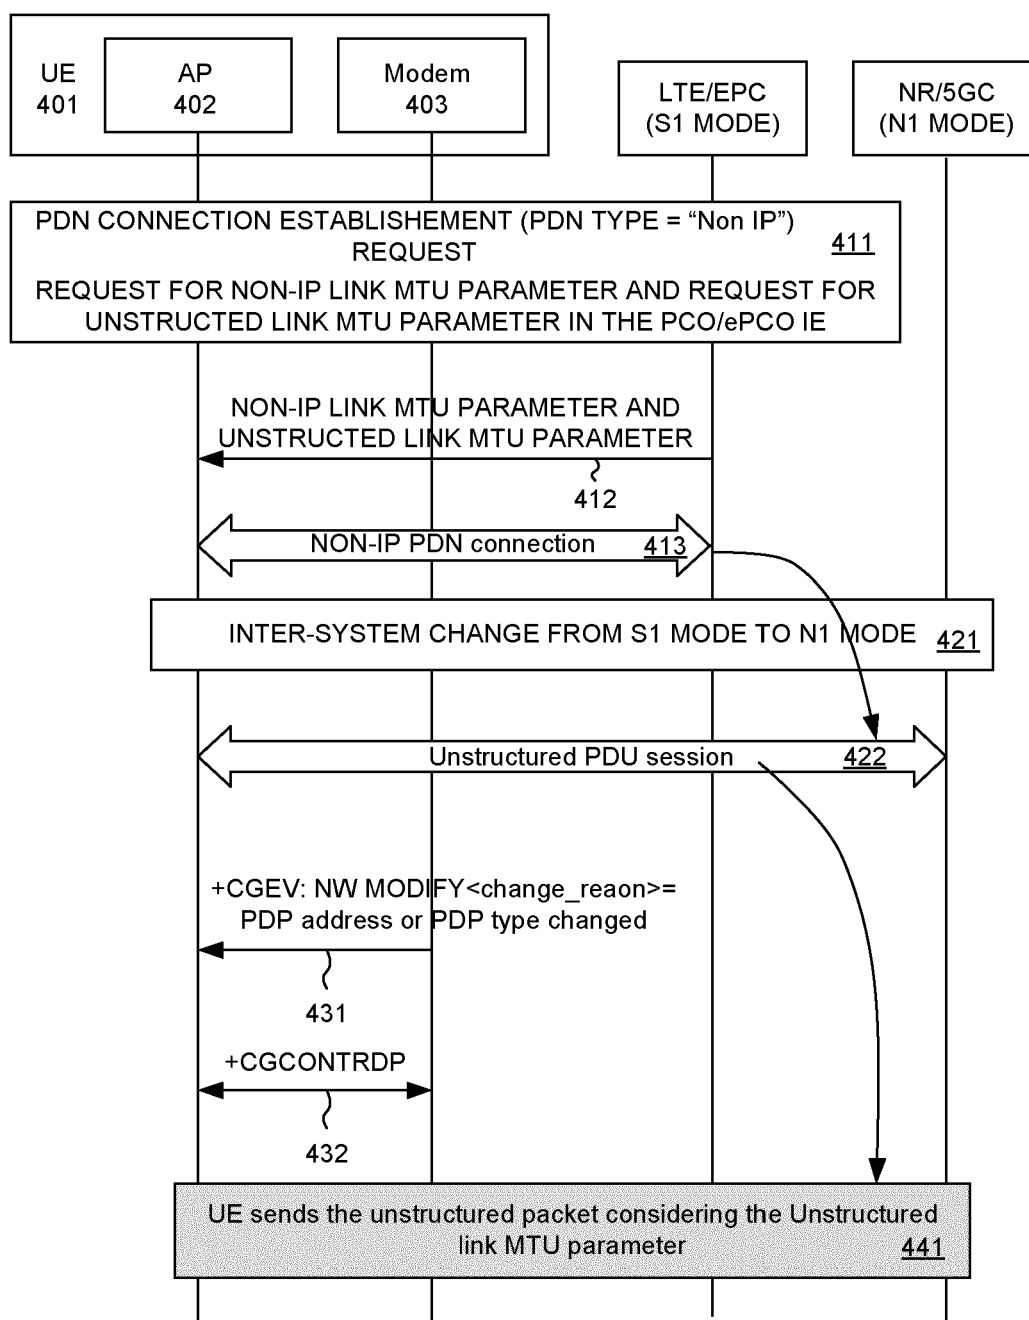 UE
401
AP
402
Modem
403
LTE/EPC
(S1 MODE)
NR/5GC
(N1 MODE)
PDN CONNECTION ESTABLISHEMENT (PDN TYPE = “Non IP”)
REQUEST
411
REQUEST FOR NON-IP LINK MTU PARAMETER AND REQUEST FOR
UNSTRUCTED LINK MTU PARAMETER IN THE PCO/ePCO IE
NON-IP LINK MTU PARAMETER AND
UNSTRUCTED LINK MTU PARAMETER
412
NON-IP PDN connection 413
INTER-SYSTEM CHANGE FROM S1 MODE TO N1 MODE 421
Unstructured PDU session 422
+CGEV: NW MODIFY<change_reaon>=
PDP address or PDP type changed
431
+CGCONTRDP
432
UE sends the unstructured packet considering the Unstructured
link MTU parameter 441